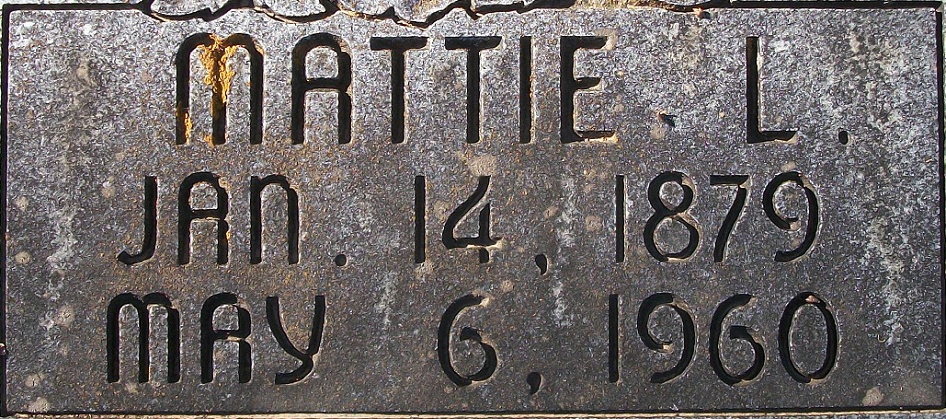 MATTIE L.
JAN. 14, 1879
MAY 6, 1960